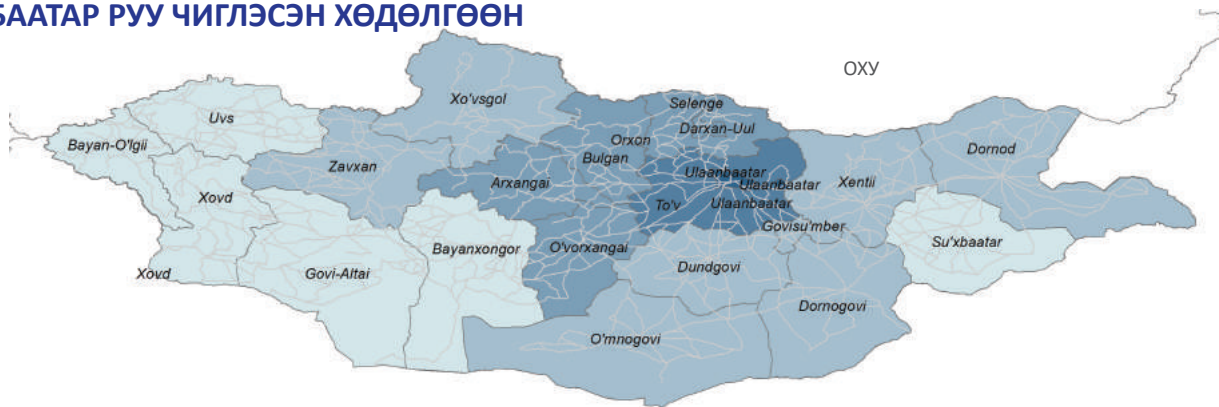 БААТАР РУУ ЧИГЛЭСЭН ХӨДӨЛГӨӨН
ОХУ
Xo'vsgol
Selenge
Uvs
Orxon
Darxan-Uul
Bayan-O'lgii
Dornod
Zavxan
Bulgan
Ulaanbaatar
Xentii
Arxangai
Ulaanbaatar
Xovd
To'v
Ulaanbaatar
Govisu'mber
Bayanxongor
O'vorxangai
Su'xbaatar
Xovd
Govi-Altai
Dundgovi
Dornogovi
O'mnogovi